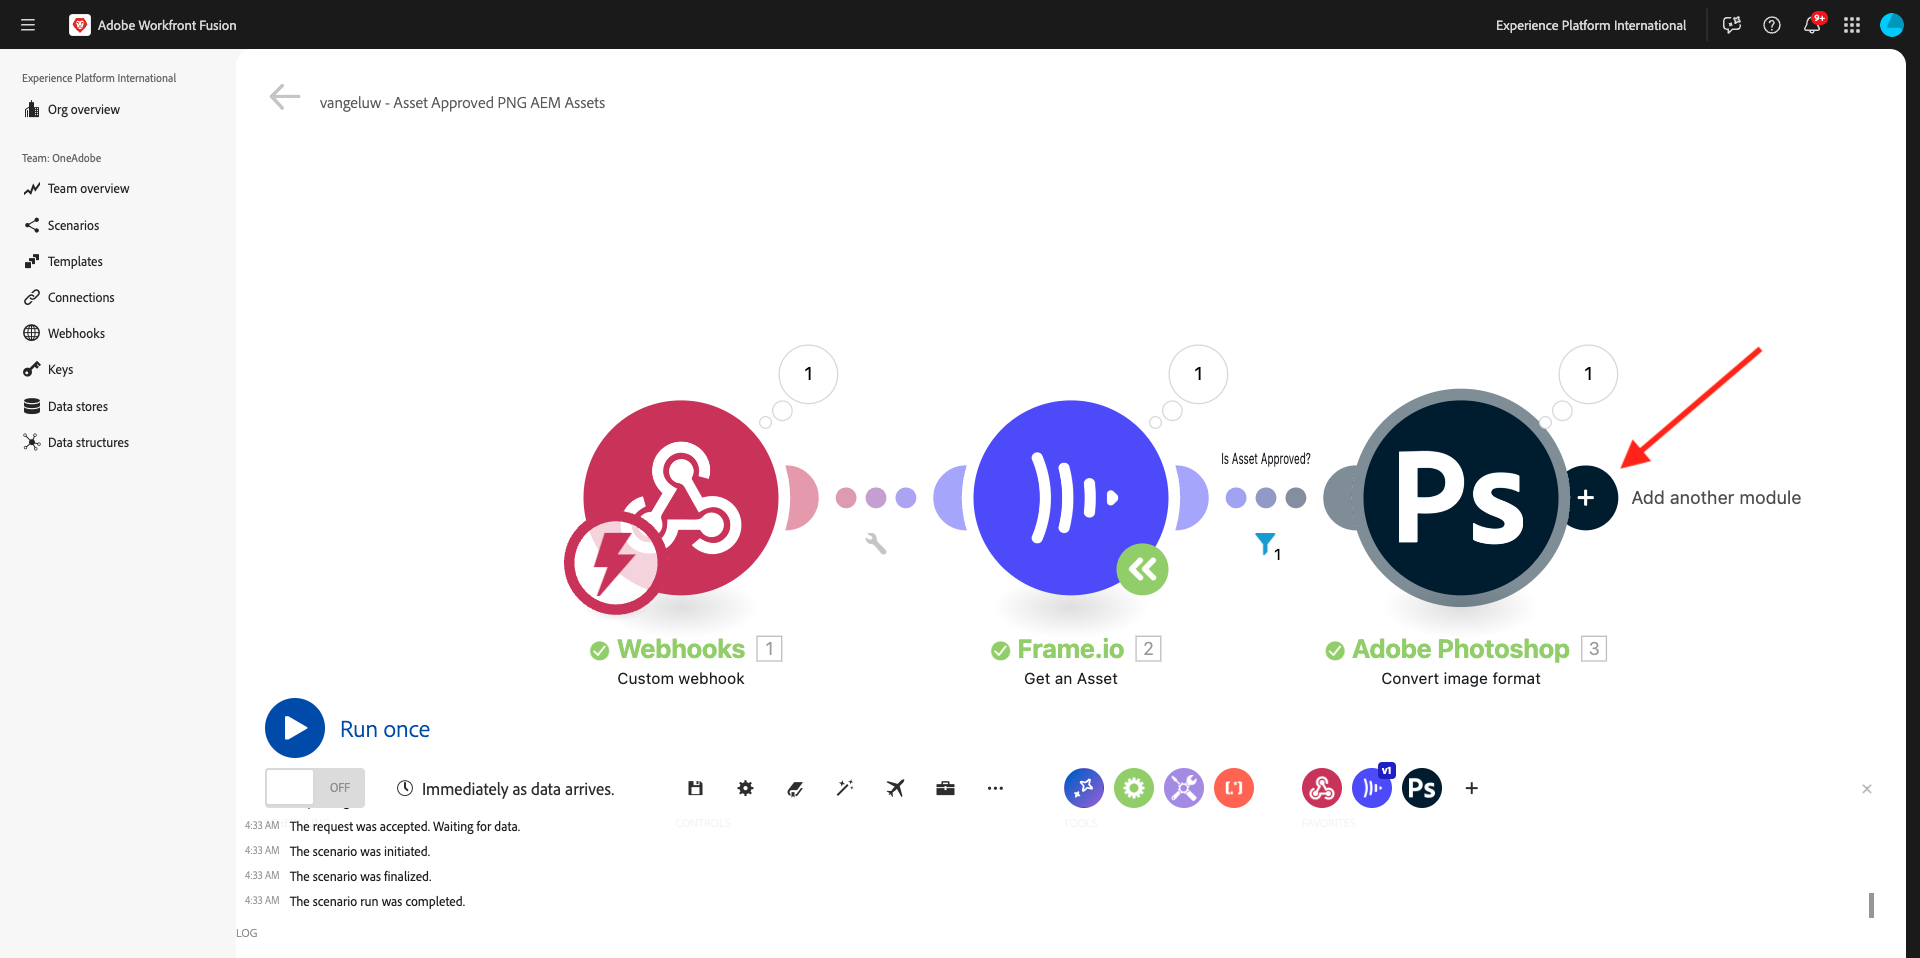 Adobe Workfront Fusion
Experience Platform International
9+
Experience Platform International
Org overview
Team: OneAdobe
Team overview
Scenarios
Templates
Connections
Webhooks
Keys
Data stores
Data structures
vangeluw - Asset Approved PNG AEM Assets
1
1
1
Is Asset Approved?
Ps
+
Add another module
1
Webhooks 1
Custom webhook
Frame.io 2
Get an Asset
Adobe Photoshop 3
Convert image format
Run once
OFF
Immediately as data arrives.
v1
Ps
CONTROLS
TOOLS
FAVORITES
4:33 AM The request was accepted. Waiting for data.
4:33 AM The scenario was initiated.
4:33 AM The scenario was finalized.
4:33 AM The scenario run was completed.
LOG